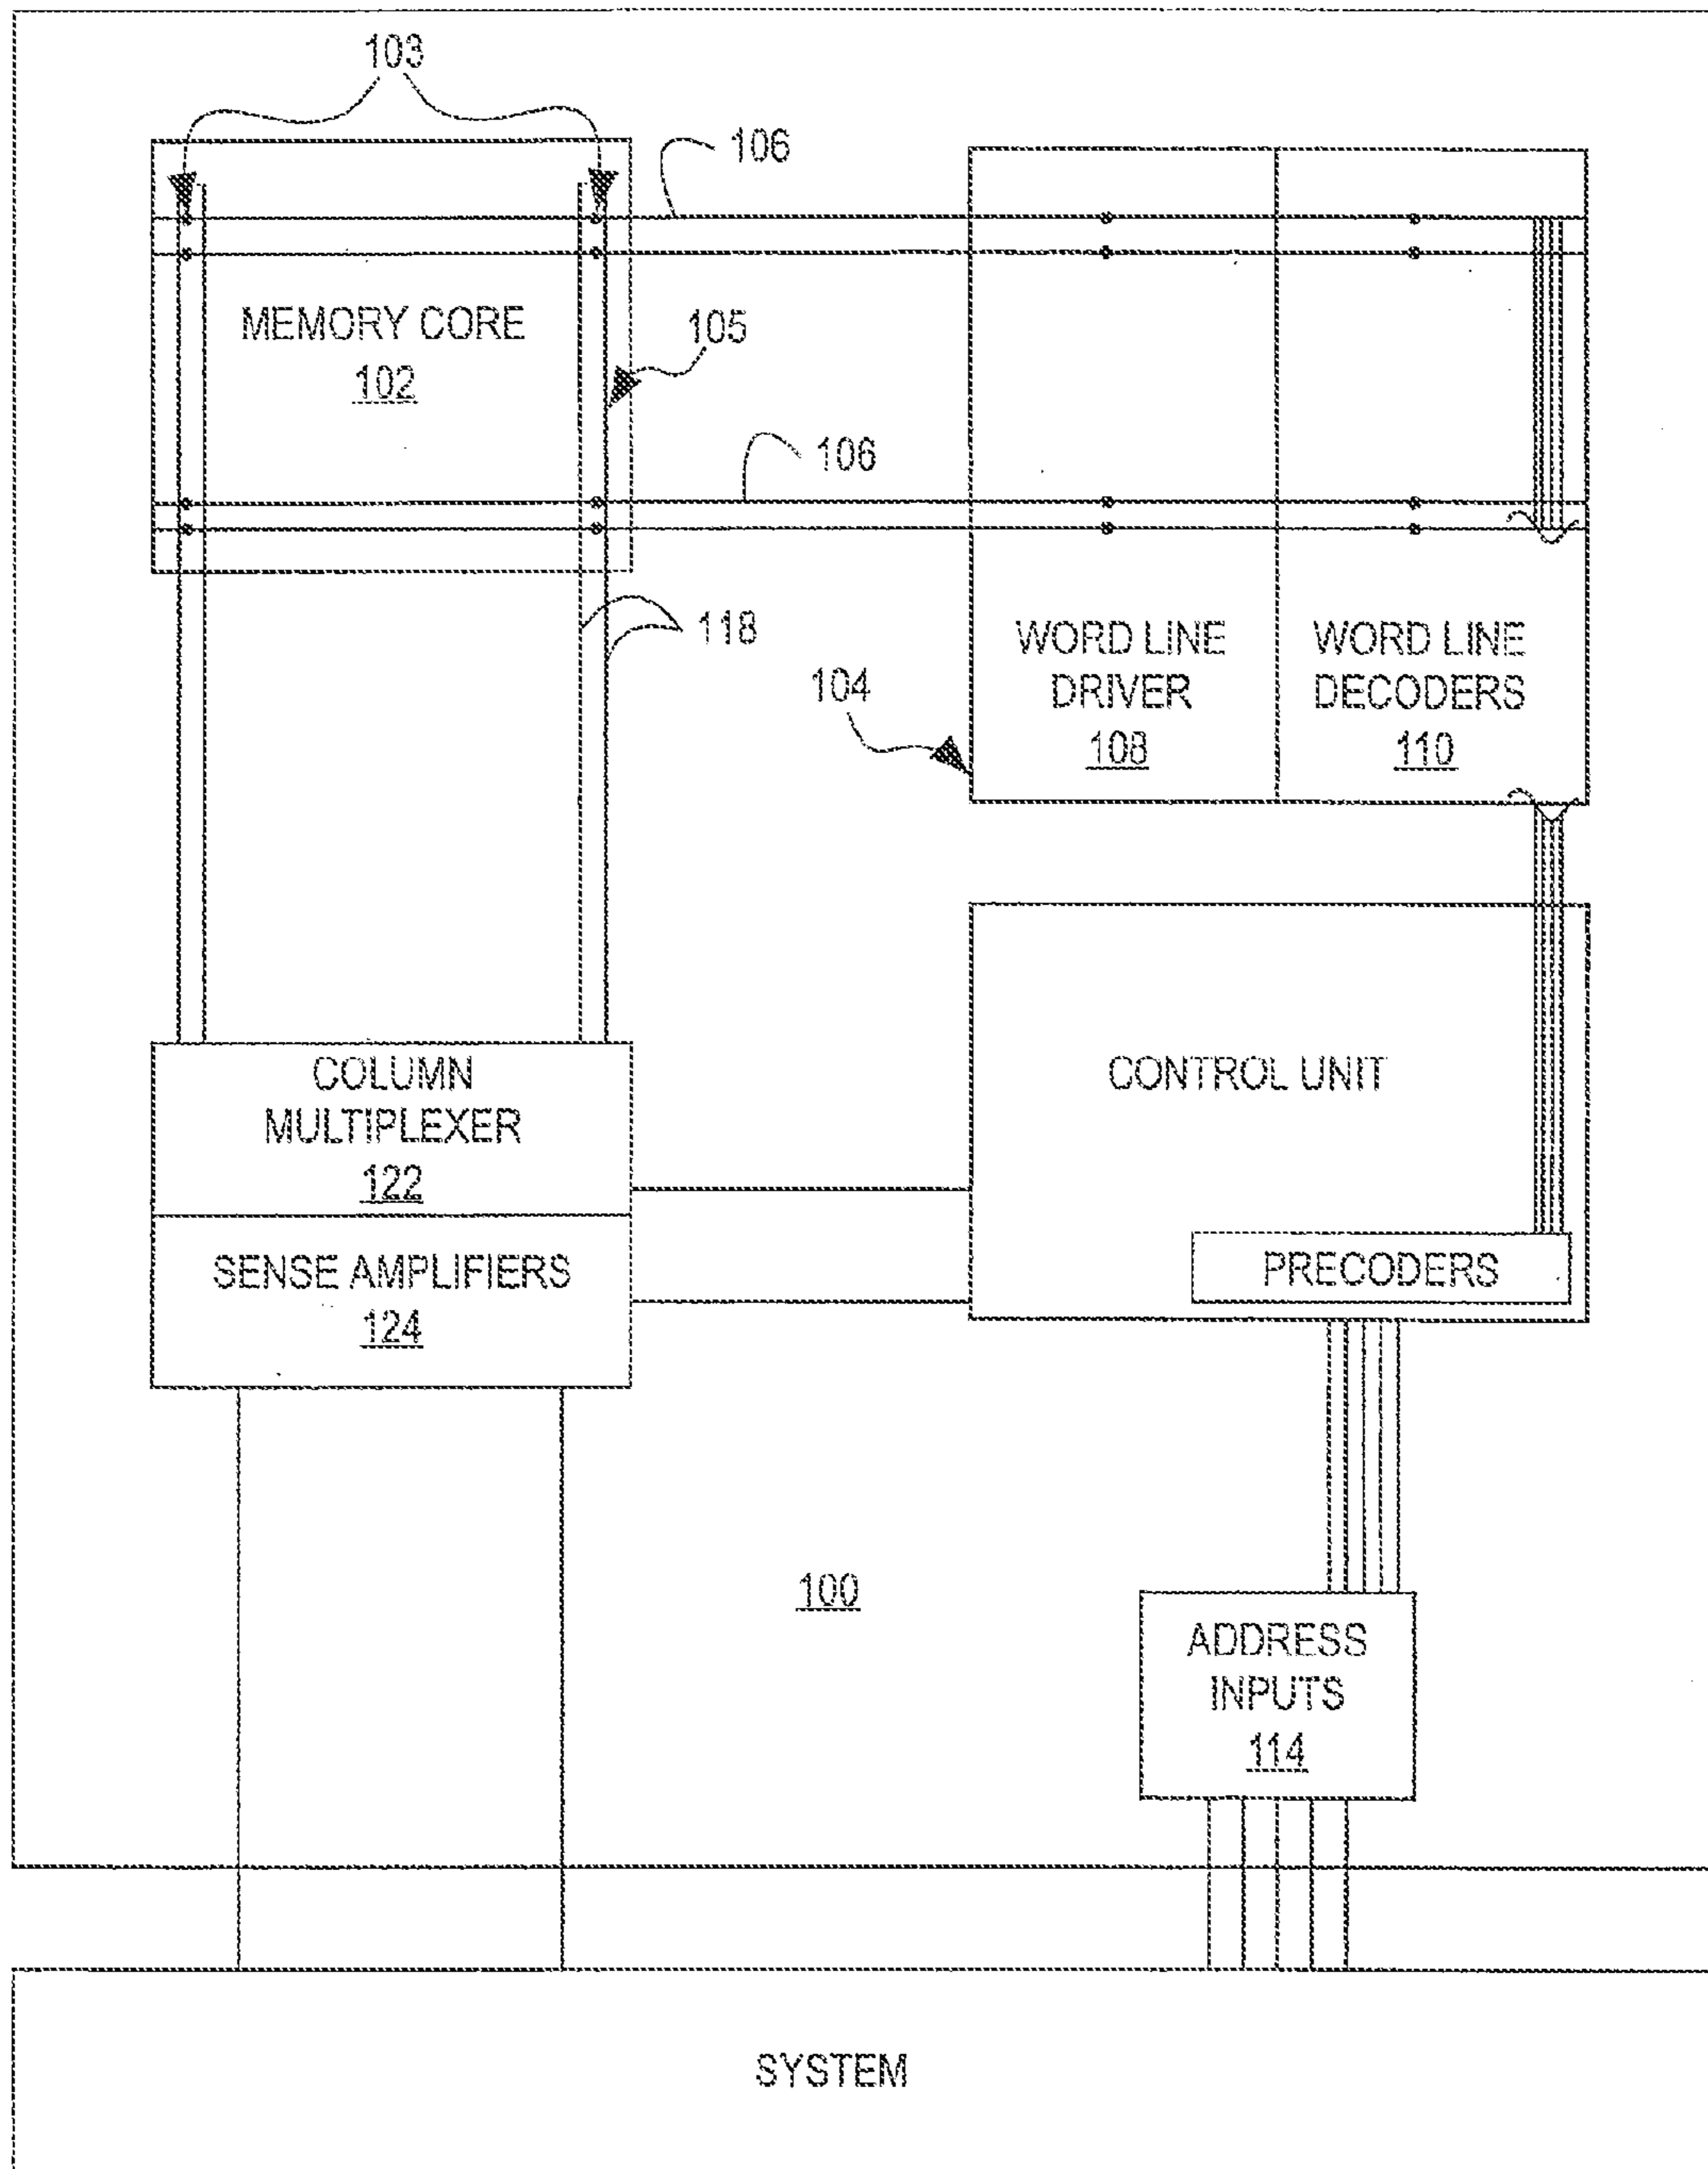 103
106
MEMORY CORE
102
105
106
118
WORD LINE
DRIVER
108
WORD LINE
DECODERS
110
104
COLUMN
MULTIPLEXER
122
CONTROL UNIT
SENSE AMPLIFIERS
124
PRECODERS
100
ADDRESS
INPUTS
114
SYSTEM